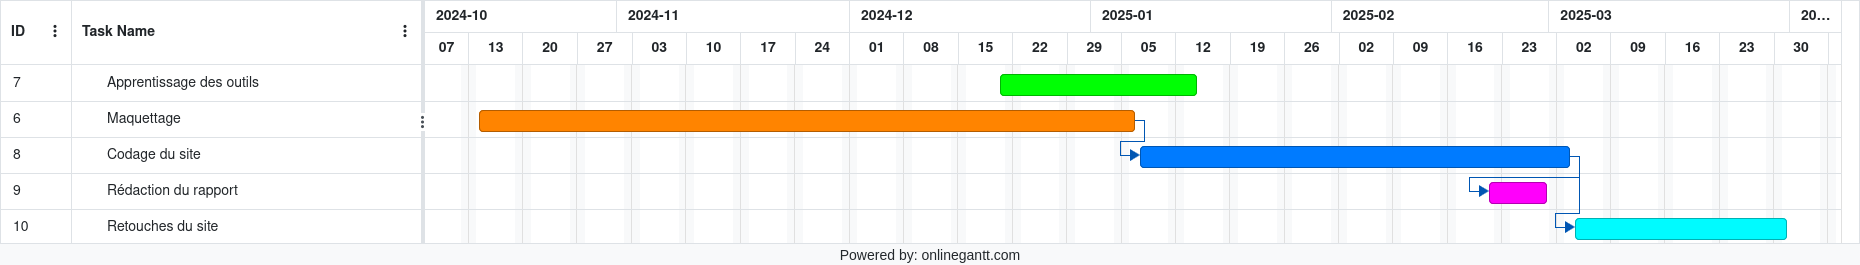 ID Task Name 2024-10 2024-11 2024-12 2025-01 2025-02 2025-03 20...
07 13 20 27 03 10 17 24 01 08 15 22 29 05 12 19 26 02 09 16 23 02 09 16 23 30
7 Apprentissage des outils
6 Maquettage
8 Codage du site
9 Rédaction du rapport
10 Retouches du site
Powered by: onlinegantt.com